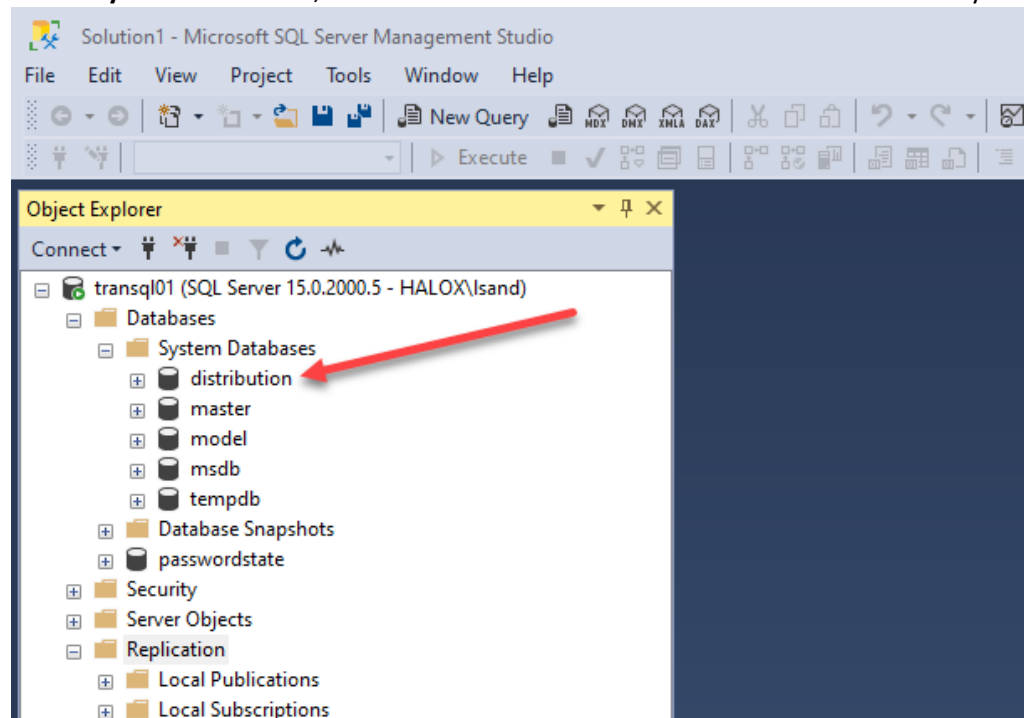 Solution1 - Microsoft SQL Server Management Studio
File Edit View Project Tools Window Help
New Query MDX DMX XMLA DAX
Execute
Object Explorer
Connect
transql01 (SQL Server 15.0.2000.5 - HALOX\lsand)
Databases
System Databases
distribution
master
model
msdb
tempdb
Database Snapshots
passwordstate
Security
Server Objects
Replication
Local Publications
Local Subscriptions